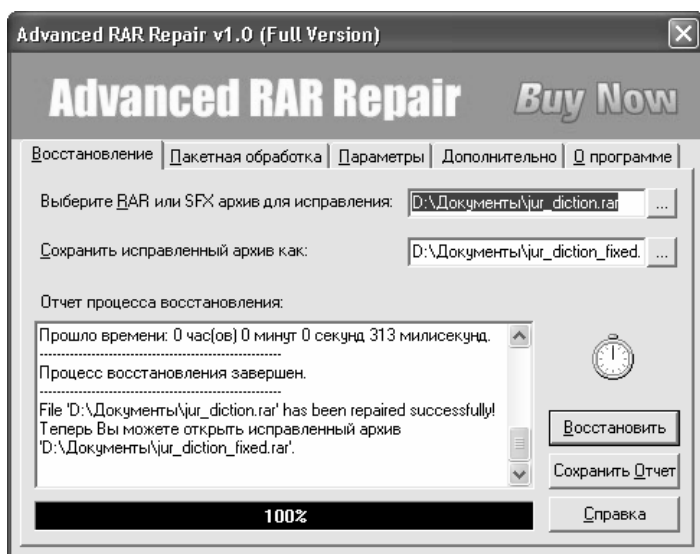 Advanced RAR Repair v1.0 (Full Version)
Advanced RAR Repair Buy Now
Восстановление Пакетная обработка Параметры Дополнительно О программе
Выберите RAR или SFX архив для исправления: D:\Документы\jur_diction.rar ...
Сохранить исправленный архив как: D:\Документы\jur_diction_fixed. ...
Отчет процесса восстановления:
Прошло времени: 0 час(ов) 0 минут 0 секунд 313 милисекунд.
--------------------------------------------------------
Процесс восстановления завершен.
--------------------------------------------------------
File 'D:\Документы\jur_diction.rar' has been repaired successfully!
Теперь Вы можете открыть исправленный архив
'D:\Документы\jur_diction_fixed.rar'.
Восстановить
Сохранить Отчет
100%
Справка